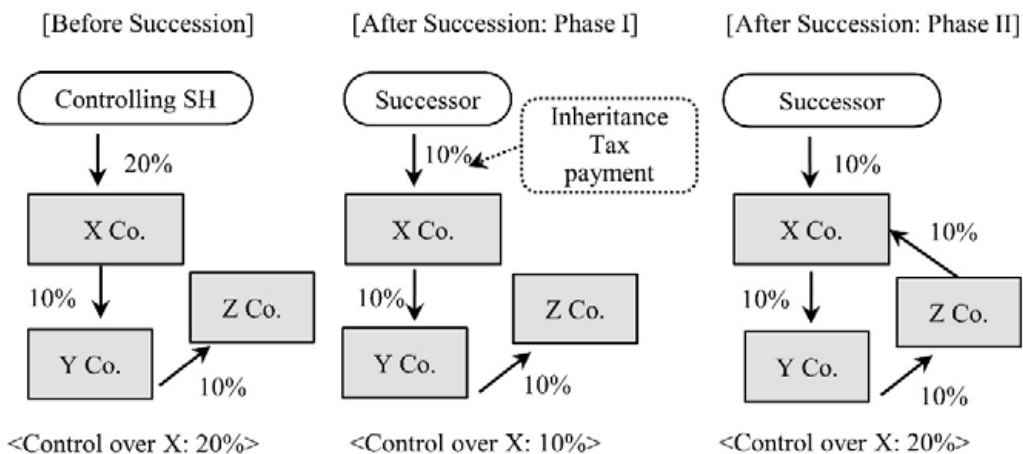 [Before Succession]
Controlling SH
20%
X Co.
10%
Z Co.
Y Co.
10%
<Control over X: 20%>
[After Succession: Phase I]
Successor
10%
Inheritance
Tax
payment
X Co.
10%
Z Co.
Y Co.
10%
<Control over X: 10%>
[After Succession: Phase II]
Successor
10%
X Co.
10%
10%
Z Co.
Y Co.
10%
<Control over X: 20%>